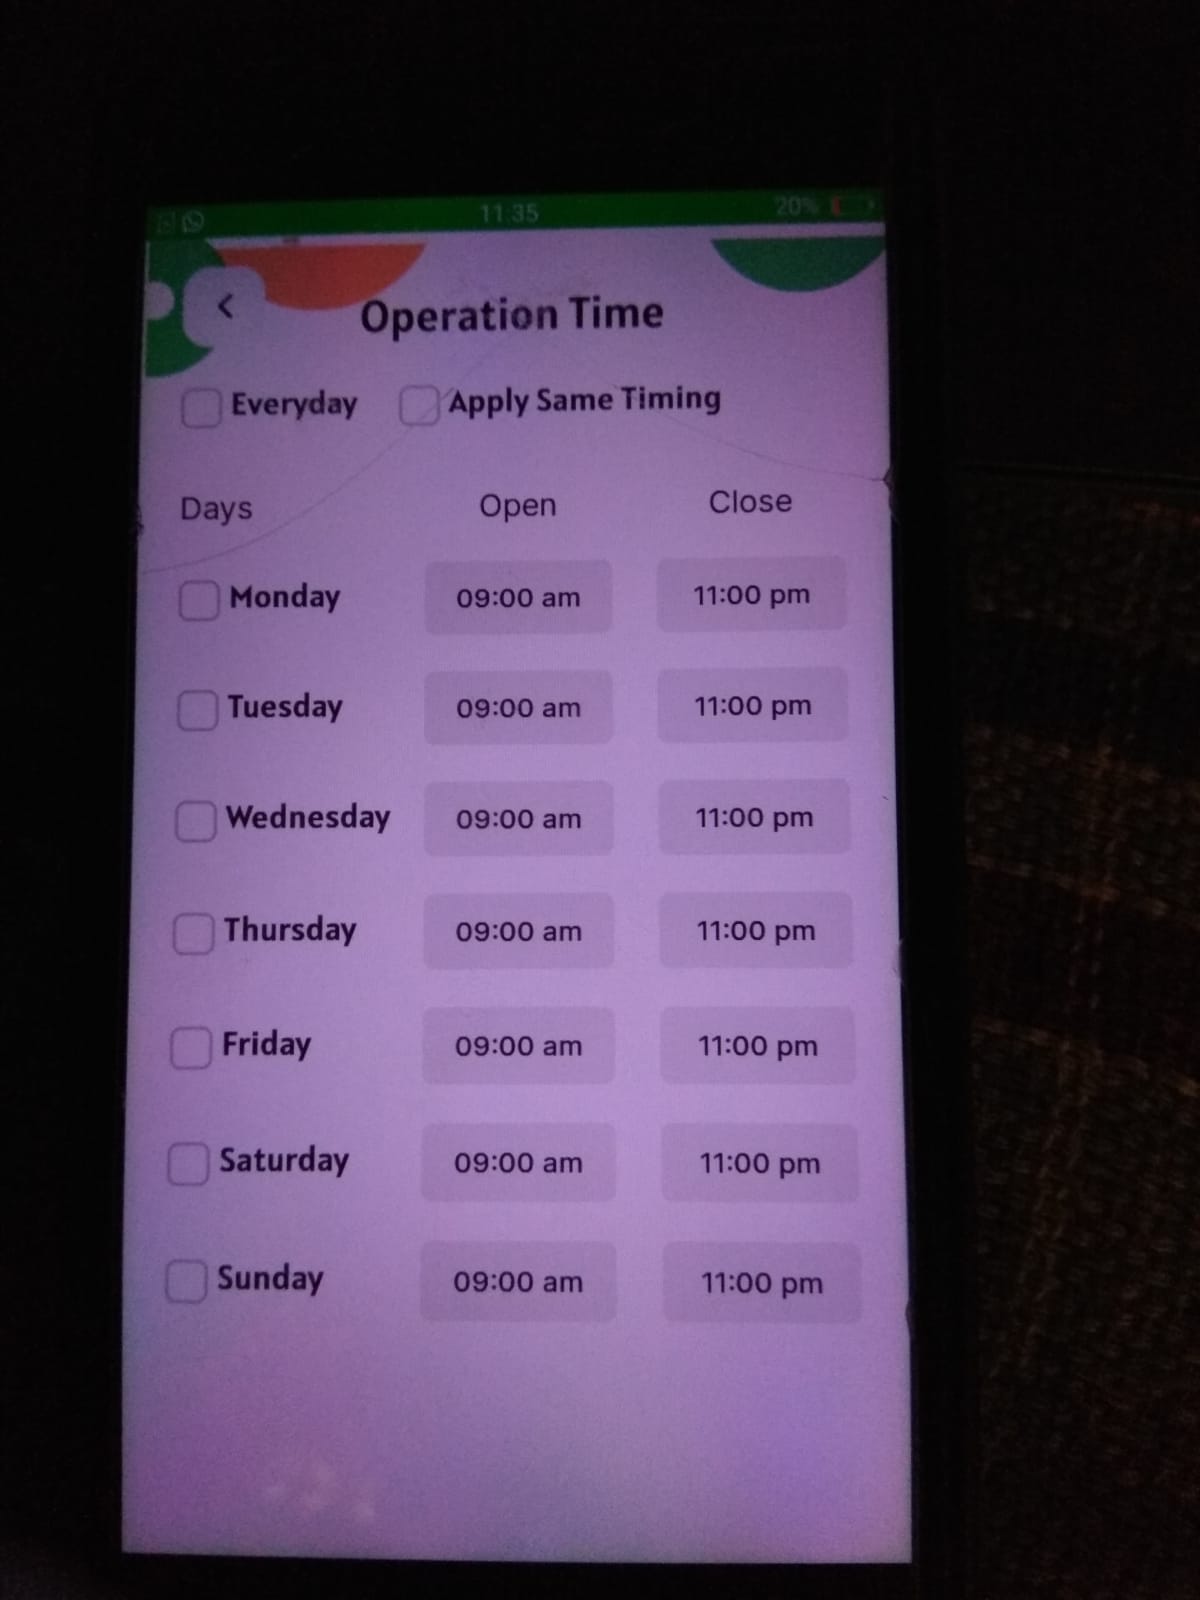 11:35 20%
Operation Time
Everyday Apply Same Timing
Days Open Close
Monday 09:00 am 11:00 pm
Tuesday 09:00 am 11:00 pm
Wednesday 09:00 am 11:00 pm
Thursday 09:00 am 11:00 pm
Friday 09:00 am 11:00 pm
Saturday 09:00 am 11:00 pm
Sunday 09:00 am 11:00 pm